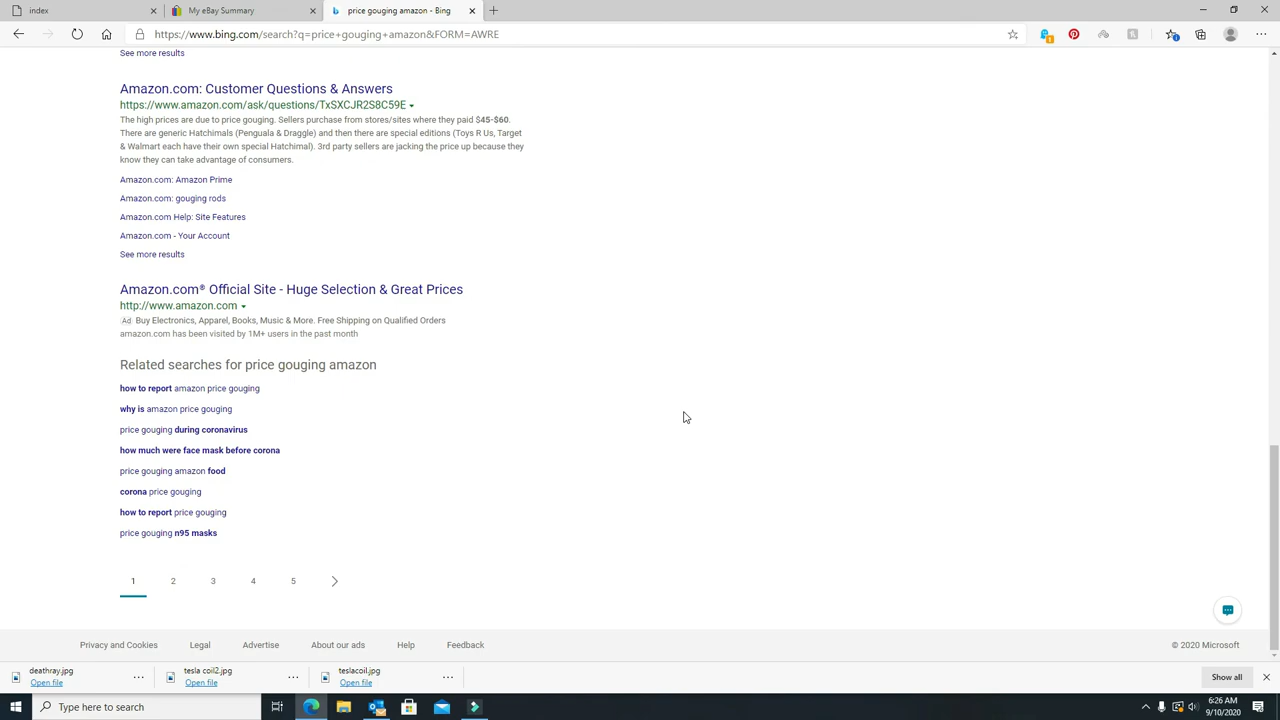 index
My eBay Summary
price gouging amazon - Bing
https://www.bing.com/search?q=price+gouging+amazon&FORM=AWRE
See more results
Amazon.com: Customer Questions & Answers
https://www.amazon.com/ask/questions/TxSXCJR2S8C59E
The high prices are due to price gouging. Sellers purchase from stores/sites where they paid $45-$60.
There are generic Hatchimals (Penguala & Draggle) and then there are special editions (Toys R Us, Target
& Walmart each have their own special Hatchimal). 3rd party sellers are jacking the price up because they
know they can take advantage of consumers.
Amazon.com: Amazon Prime
Amazon.com: gouging rods
Amazon.com Help: Site Features
Amazon.com - Your Account
See more results
Amazon.com® Official Site - Huge Selection & Great Prices
http://www.amazon.com
Ad Buy Electronics, Apparel, Books, Music & More. Free Shipping on Qualified Orders
amazon.com has been visited by 1M+ users in the past month
Related searches for price gouging amazon
how to report amazon price gouging
why is amazon price gouging
price gouging during coronavirus
how much were face mask before corona
price gouging amazon food
corona price gouging
how to report price gouging
price gouging n95 masks
1 2 3 4 5
Privacy and Cookies Legal Advertise About our ads Help Feedback © 2020 Microsoft
deathray.jpg
Open file
tesla coil2.jpg
Open file
teslacoil.jpg
Open file
Show all
Type here to search
6:26 AM
9/10/2020